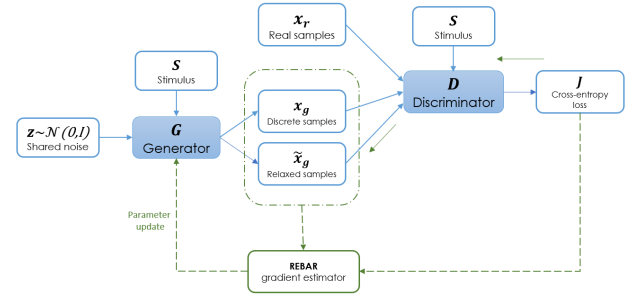 x_r
Real samples
S
Stimulus
S
Stimulus
D
Discriminator
J
Cross-entropy
loss
x_g
Discrete samples
z~N(0,I)
Shared noise
G
Generator
x̃_g
Relaxed samples
Parameter
update
REBAR
gradient estimator